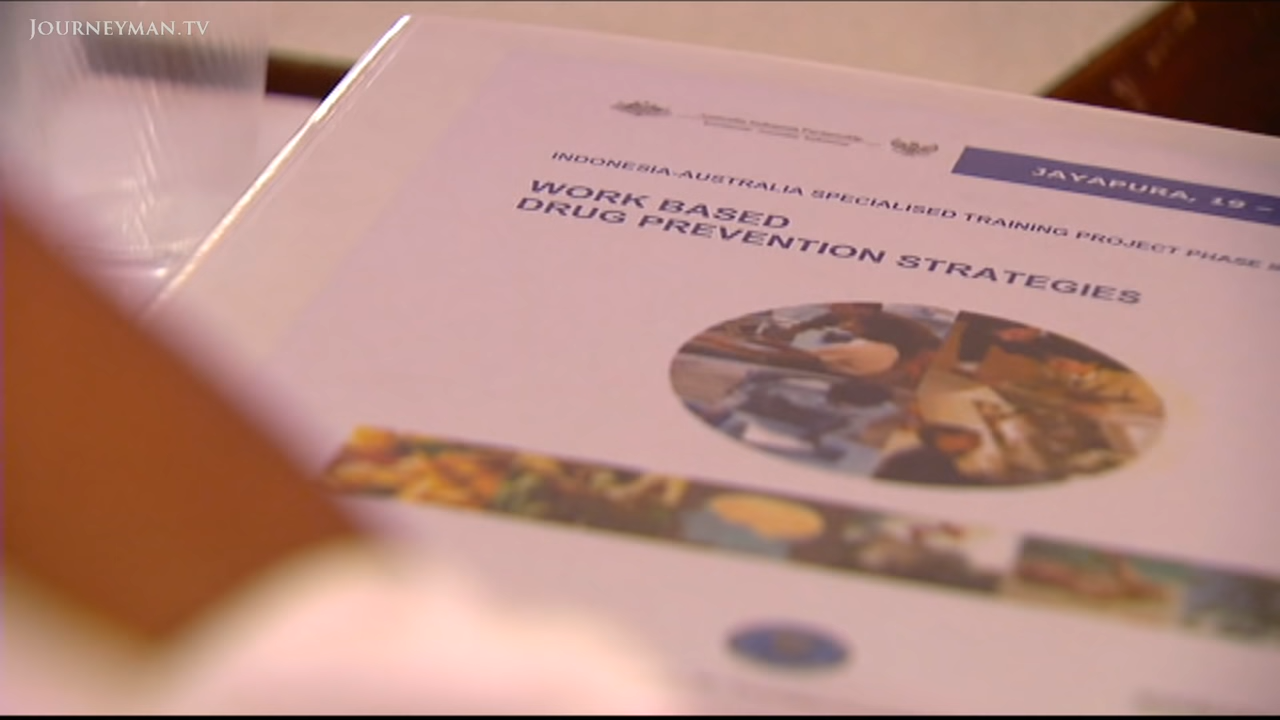 JOURNEYMAN.TV
JAYAPURA, 19 –
INDONESIA-AUSTRALIA SPECIALISED TRAINING PROJECT PHASE
WORK BASED
DRUG PREVENTION STRATEGIES